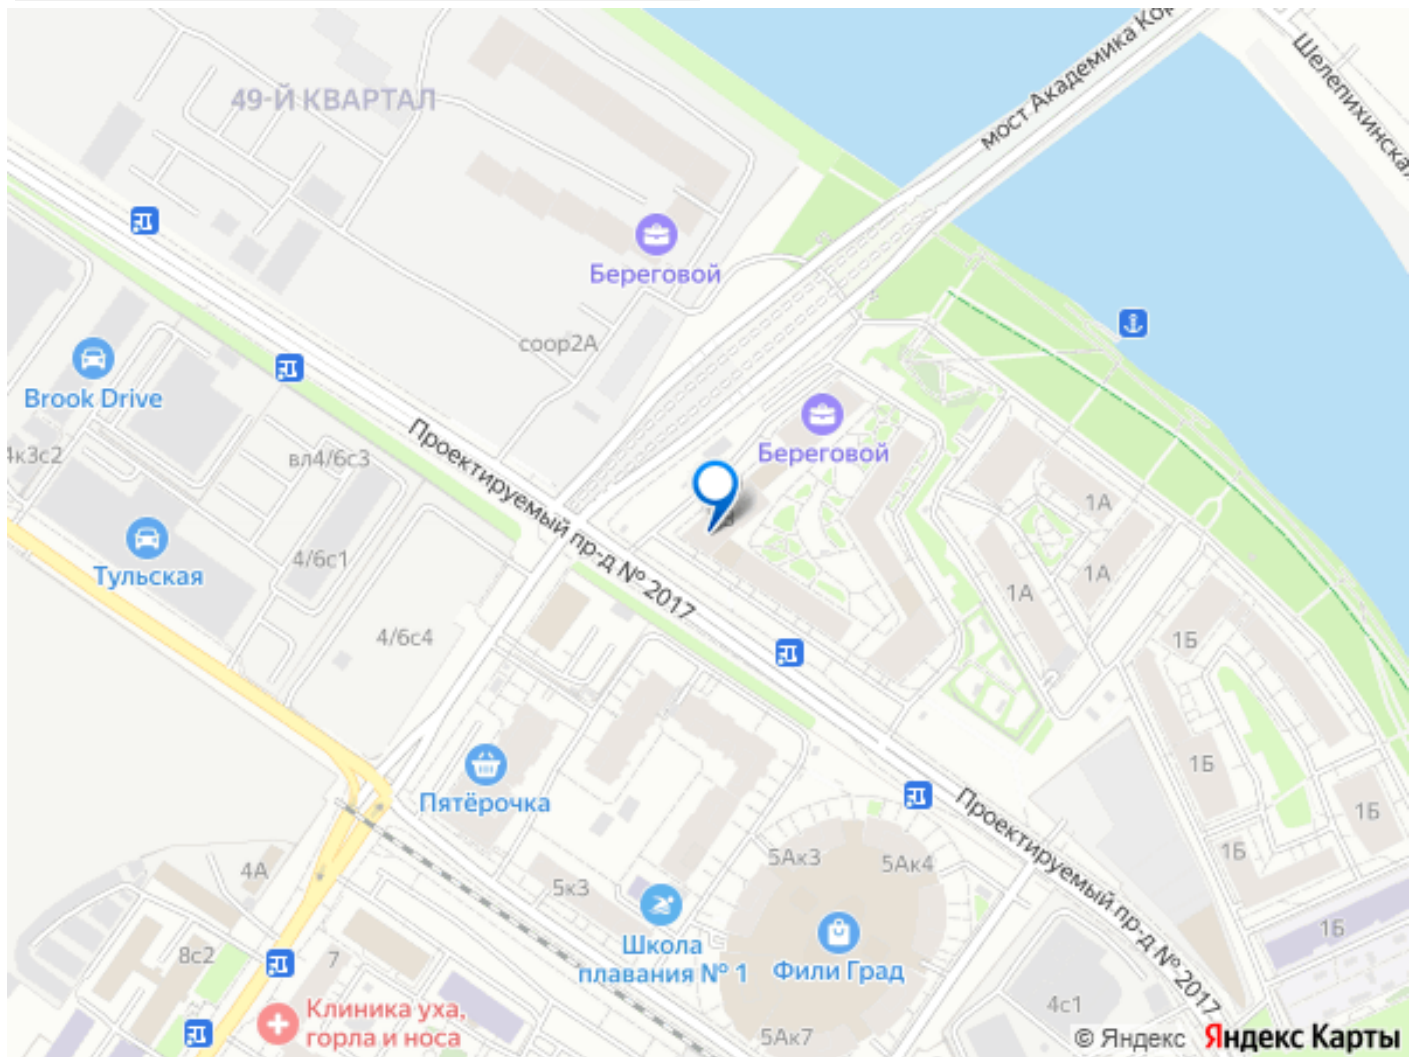 мост Академика Кор
Шелепихинская
49-Й КВАРТАЛ
Береговой
соор2А
Brook Drive
4к3с2
вл4/6с3
Проектируемый пр-д № 2017
Береговой
1А
1А
1А
4/6с1
Тульская
4/6с4
1Б
1Б
1Б
1Б
1Б
Пятёрочка
Проектируемый пр-д № 2017
5Ак3
5Ак4
4А
5к3
8с2
7
Школа
плавания № 1
Фили Град
Клиника уха,
горла и носа
5Ак7
4с1
© Яндекс Яндекс Карты